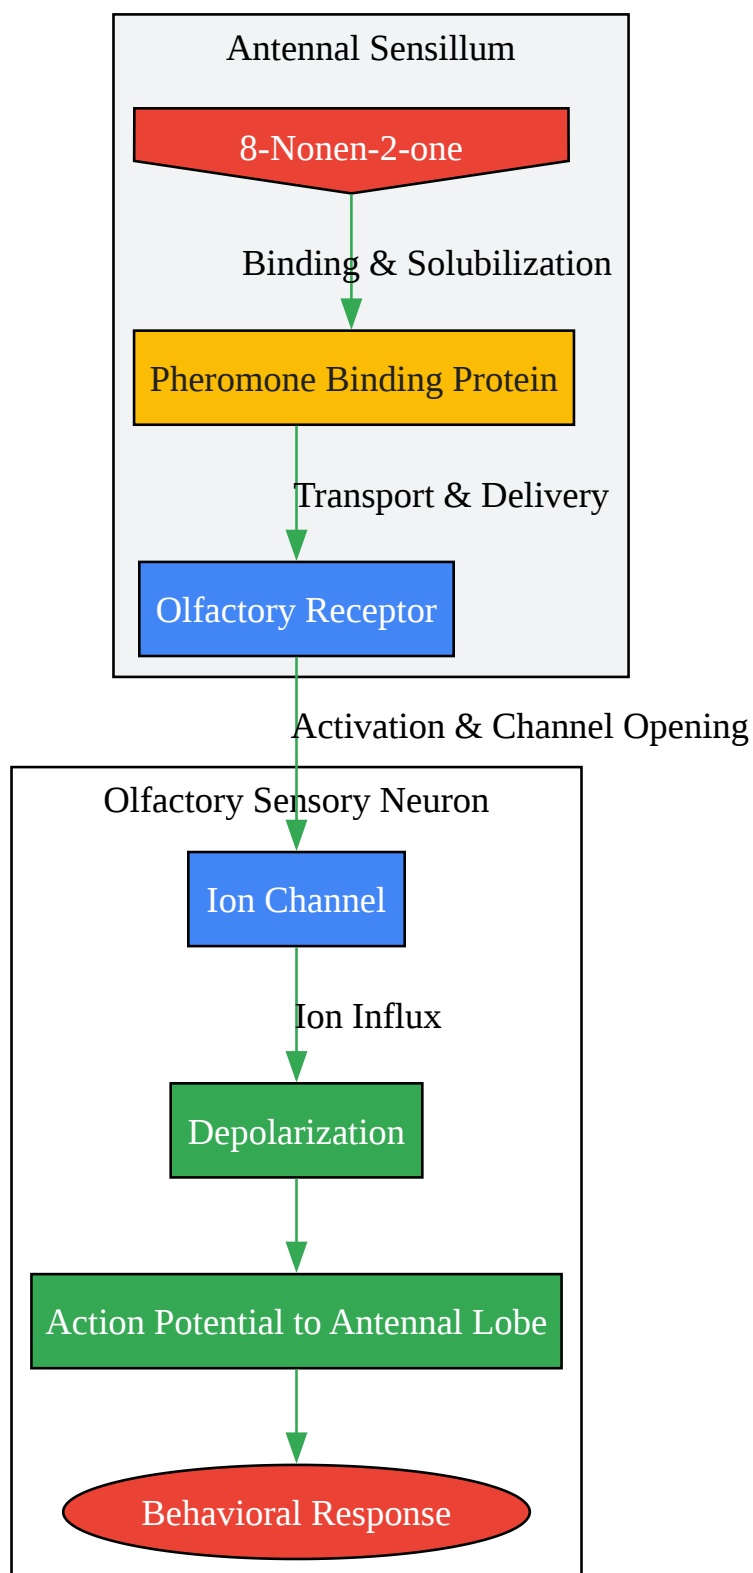 Antennal Sensillum
8-Nonen-2-one
Binding & Solubilization
Pheromone Binding Protein
Transport & Delivery
Olfactory Receptor
Activation & Channel Opening
Olfactory Sensory Neuron
Ion Channel
Ion Influx
Depolarization
Action Potential to Antennal Lobe
Behavioral Response